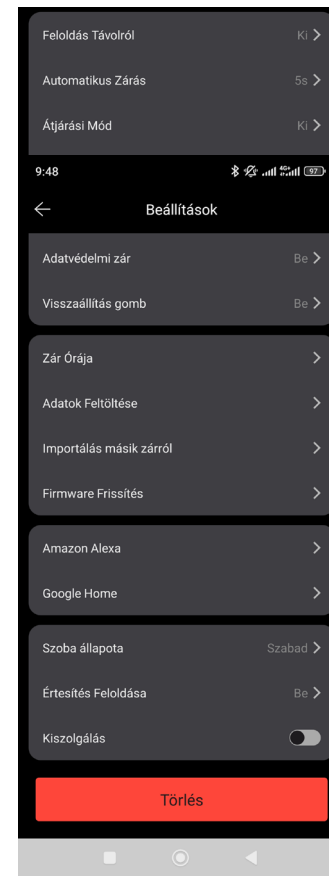 Feloldás Távolról Ki
Automatikus Zárás 5s
Átjárási Mód Ki
9:48 4G+ 97
Beállítások
Adatvédelmi zár Be
Visszaállítás gomb Be
Zár Órája
Adatok Feltöltése
Importálás másik zárról
Firmware Frissítés
Amazon Alexa
Google Home
Szoba állapota Szabad
Értesítés Feloldása Be
Kiszolgálás
Törlés